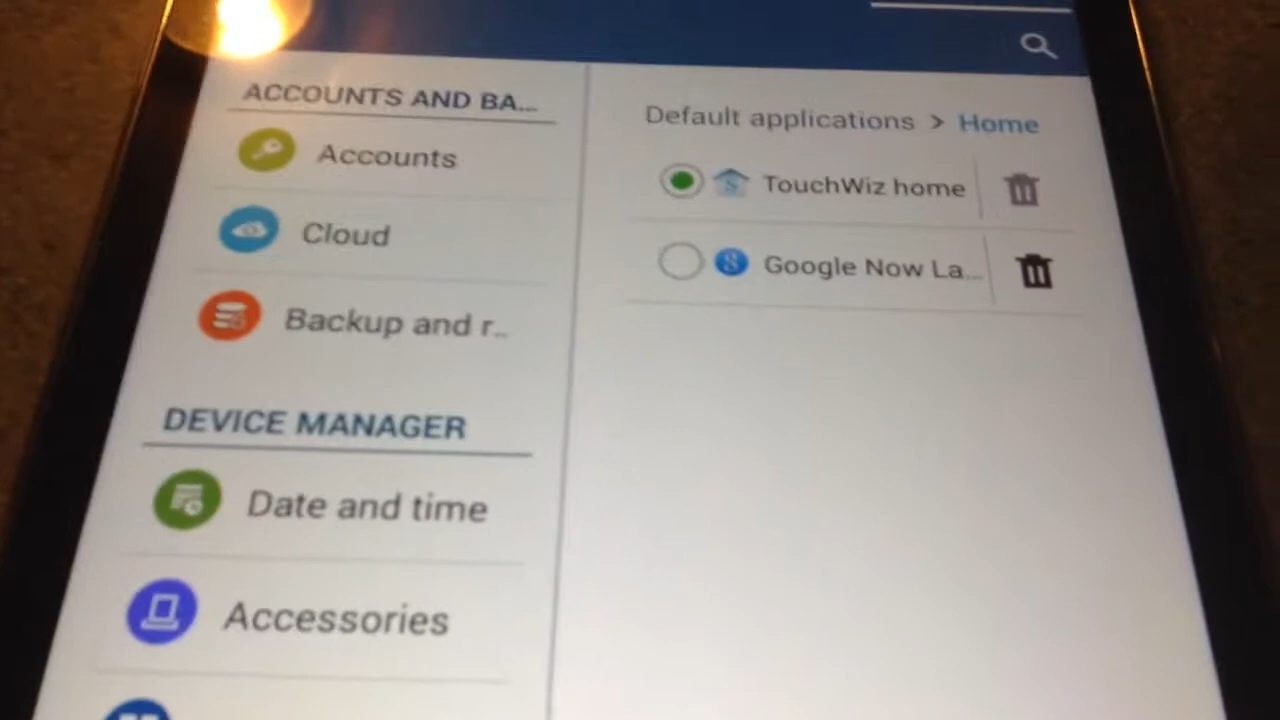 ACCOUNTS AND BA...
Accounts
Cloud
Backup and r..
DEVICE MANAGER
Date and time
Accessories
Default applications > Home
TouchWiz home
Google Now La...